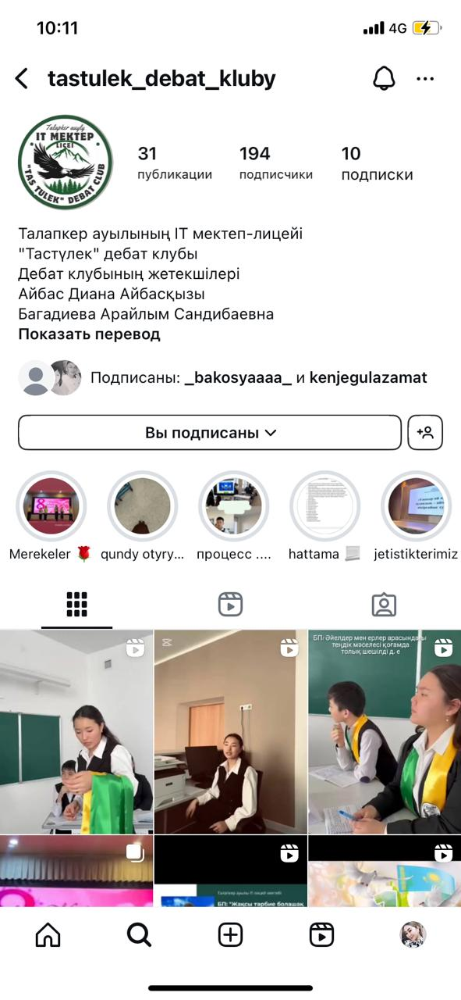 10:11
4G
tastulek_debat_kluby
Talapker auyly
IT МЕКТЕР
LICEI
"TAS TULEK" DEBAT CLUB
31
194
10
публикации
подписчики
подписки
Талапкер ауылының IT мектеп-лицейі
"Тастүлек" дебат клубы
Дебат клубының жетекшілері
Айбас Диана Айбасқызы
Багадиева Арайлым Сандибаевна
Показать перевод
Подписаны: _bakosyaaaa_ и kenjegulazamat
Вы подписаны
Merekeler 🌹
qundy otyry...
процесс ....
hattama 📃
jetistikterimiz
БП: Әйелдер мен ерлер арасындағы
теңдік мәселесі қоғамда
толық шешілді д. е
Талапкер ауылы IT-лицей мектебі
БП: "Жақсы тәрбие болашақ